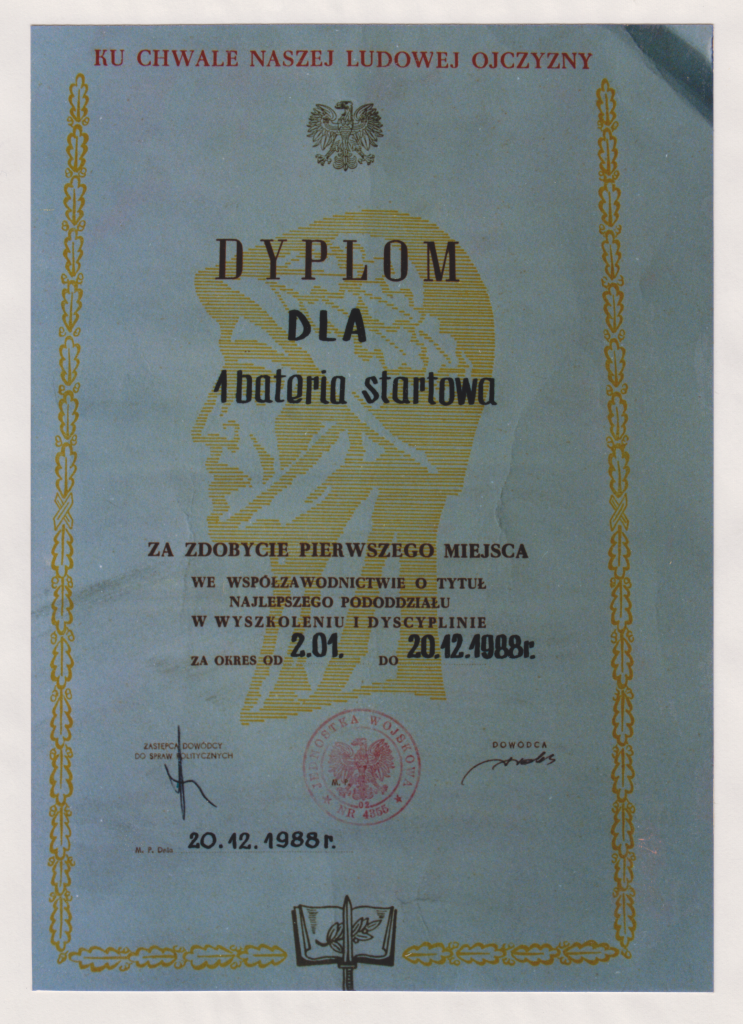 KU CHWALE NASZEJ LUDOWEJ OJCZYZNY
DYPLOM
DLA
1 bateria startowa
ZA ZDOBYCIE PIERWSZEGO MIEJSCA
WE WSPÓŁZAWODNICTWIE O TYTUŁ
NAJLEPSZEGO PODODDZIAŁU
W WYSZKOLENIU I DYSCYPLINIE
ZA OKRES OD 2.01. DO 20.12.1988r.
ZASTĘPCA DOWÓDCY
DO SPRAW POLITYCZNYCH
JEDNOSTKA WOJSKOWA
NR
DOWÓDCA
M. P. Dnia 20.12.1988r.